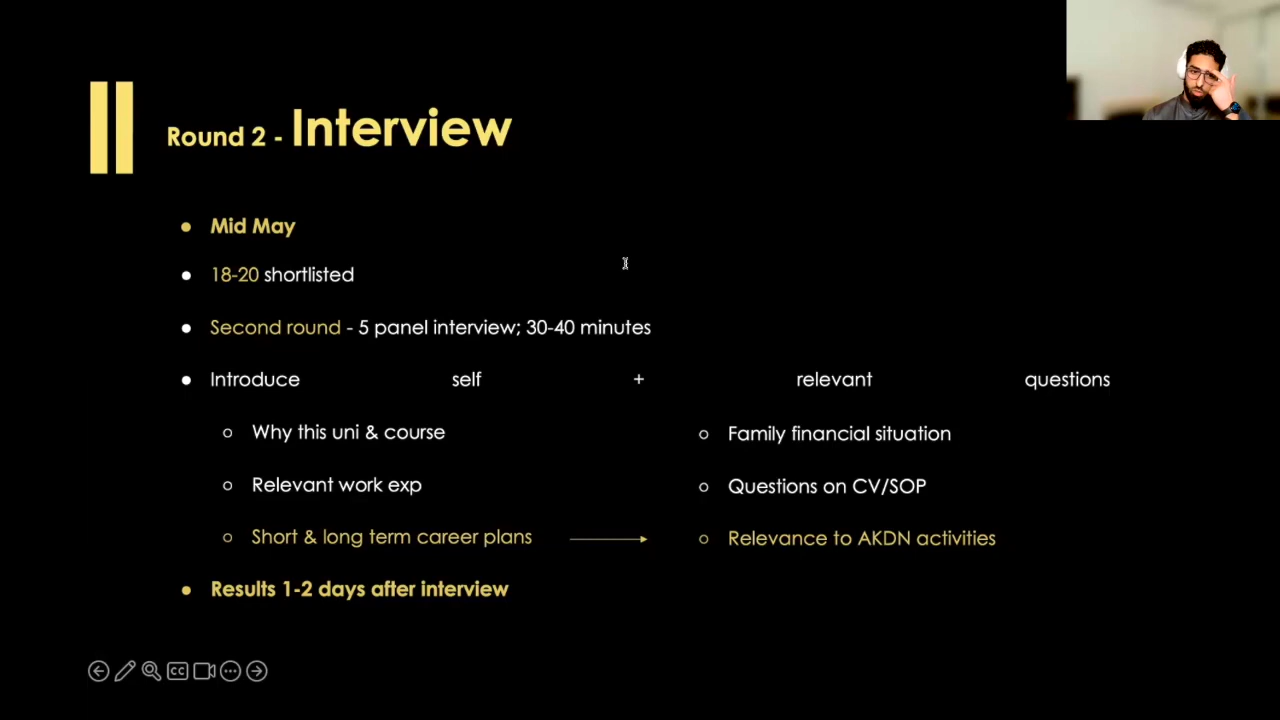 Round 2 - Interview
Mid May
18-20 shortlisted
Second round - 5 panel interview; 30-40 minutes
Introduce self + relevant questions
Why this uni & course
Family financial situation
Relevant work exp
Questions on CV/SOP
Short & long term career plans
Relevance to AKDN activities
Results 1-2 days after interview
CC